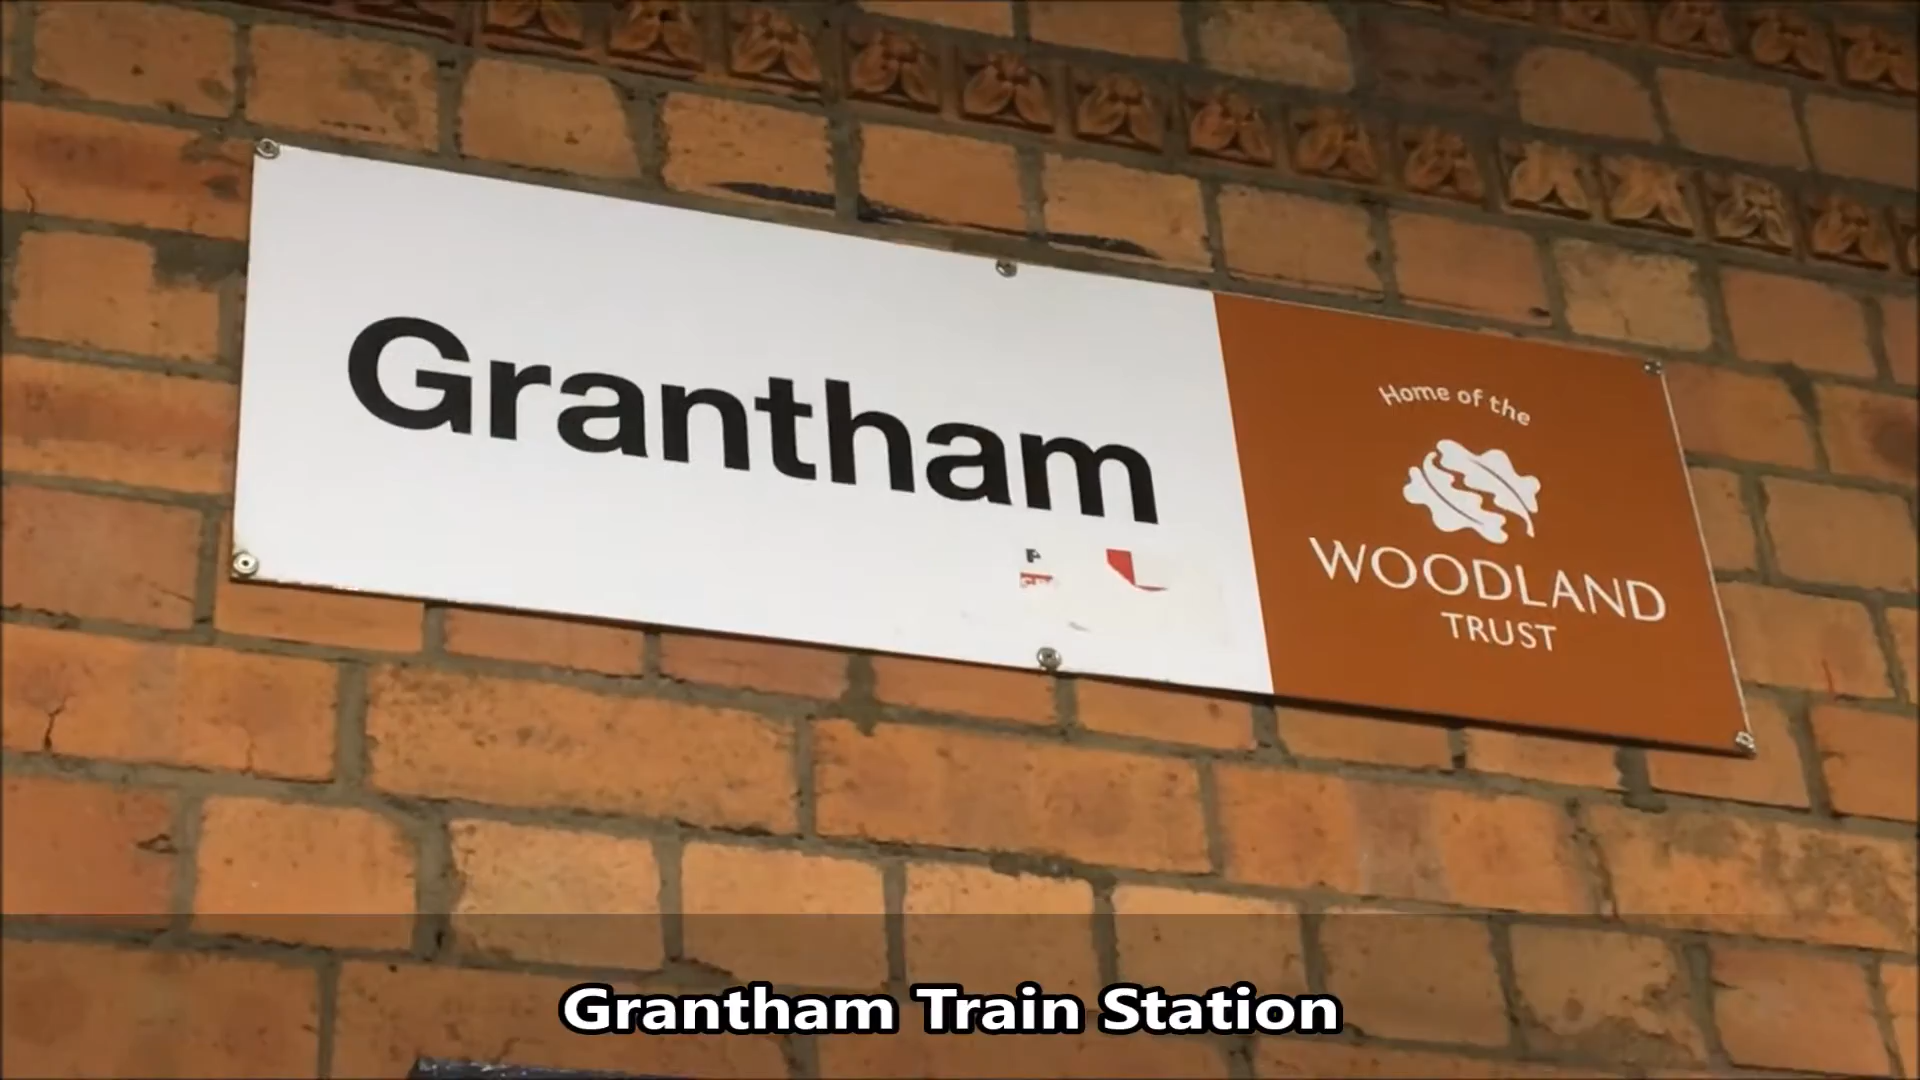 Grantham
Home of the
WOODLAND
TRUST
Grantham Train Station